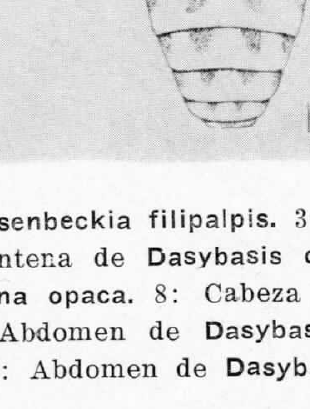 senbeckia filipalpis. 3
ntena de Dasybasis
na opaca. 8: Cabeza
Abdomen de Dasybas
: Abdomen de Dasyb